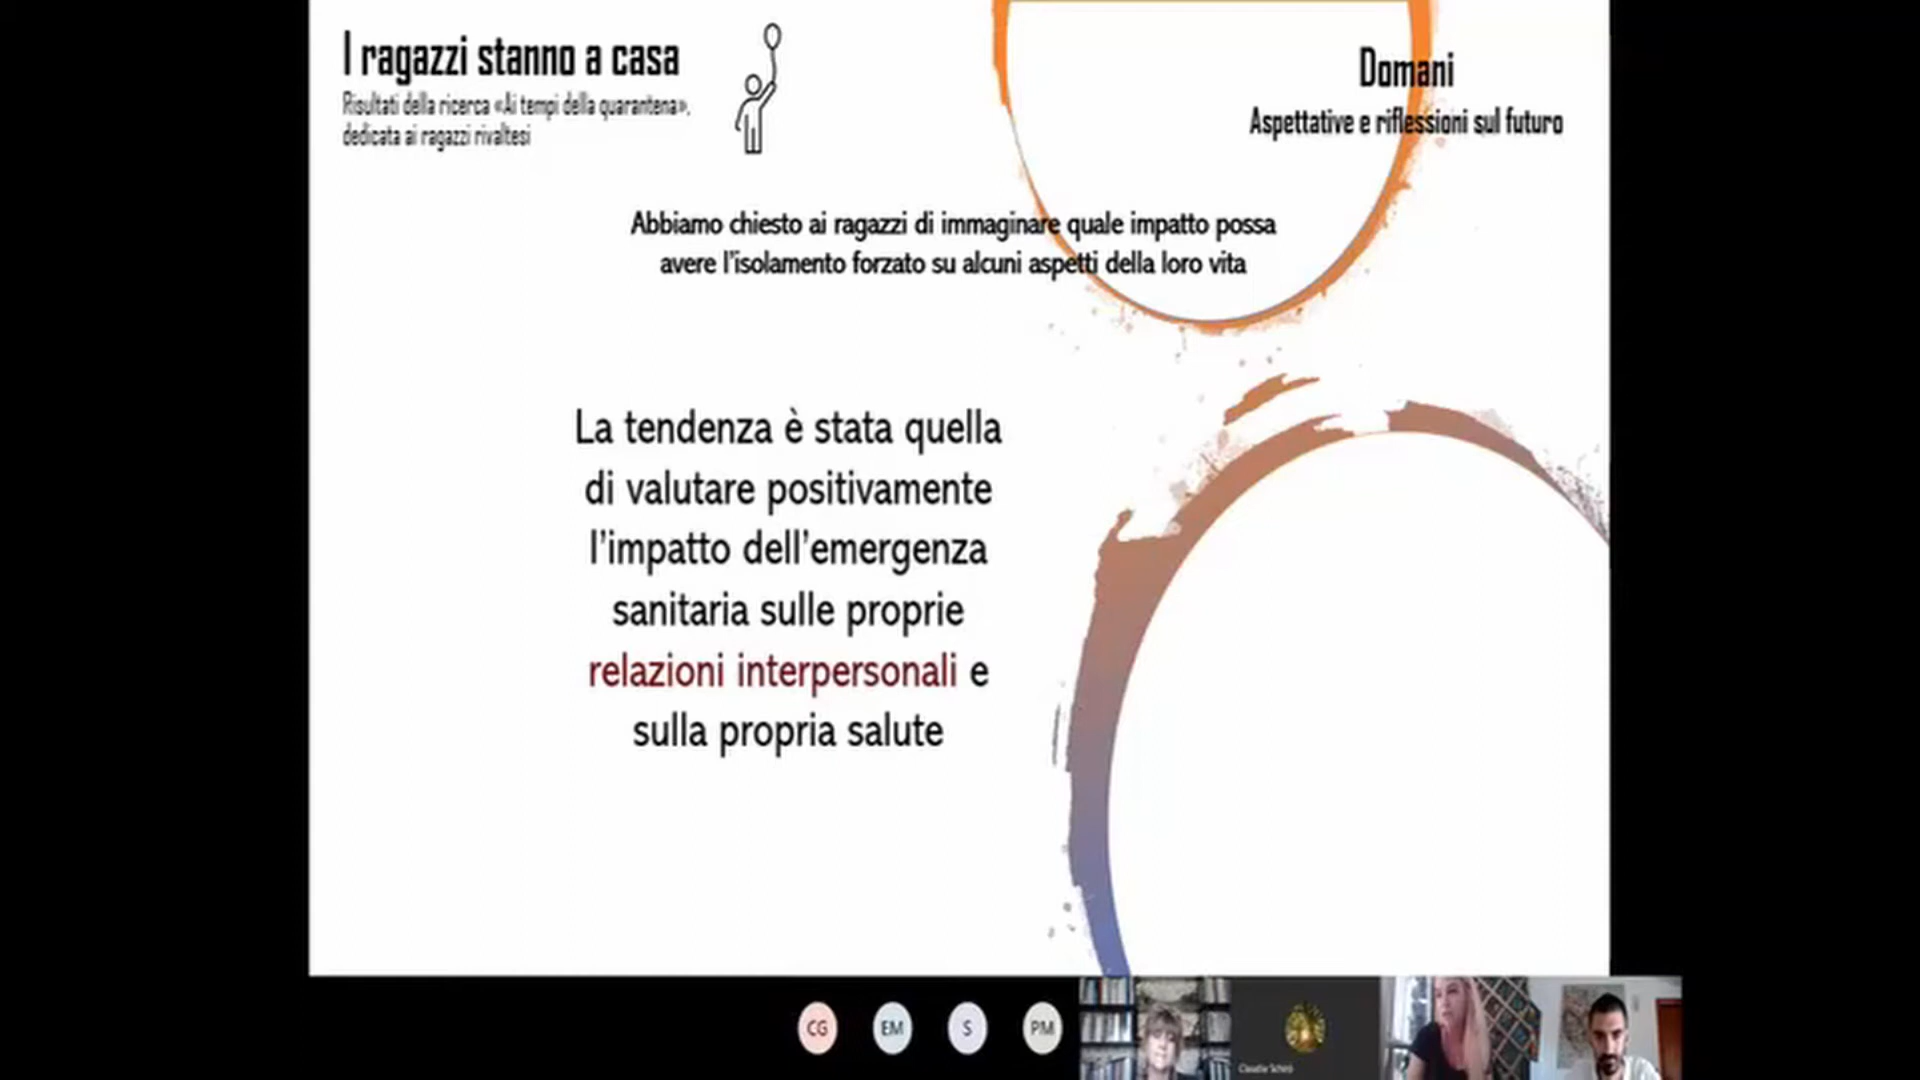 I ragazzi stanno a casa
Risultati della ricerca «Ai tempi della quarantena»,
dedicata ai ragazzi rivaltesi
Domani
Aspettative e riflessioni sul futuro
Abbiamo chiesto ai ragazzi di immaginare quale impatto possa
avere l'isolamento forzato su alcuni aspetti della loro vita
La tendenza è stata quella
di valutare positivamente
l'impatto dell'emergenza
sanitaria sulle proprie
relazioni interpersonali e
sulla propria salute
CG
EM
S
PM